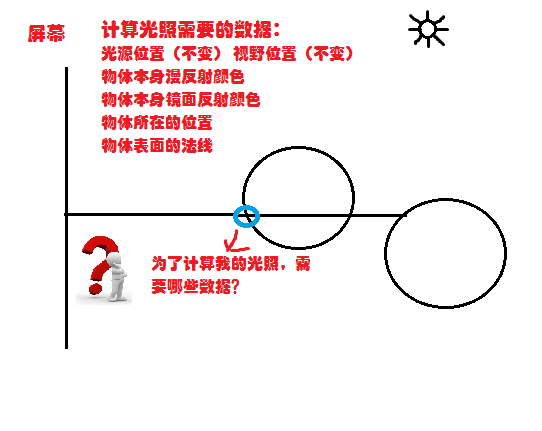 屏幕
计算光照需要的数据：
光源位置（不变） 视野位置（不变）
物体本身漫反射颜色
物体本身镜面反射颜色
物体所在的位置
物体表面的法线
为了计算我的光照，需
要哪些数据？